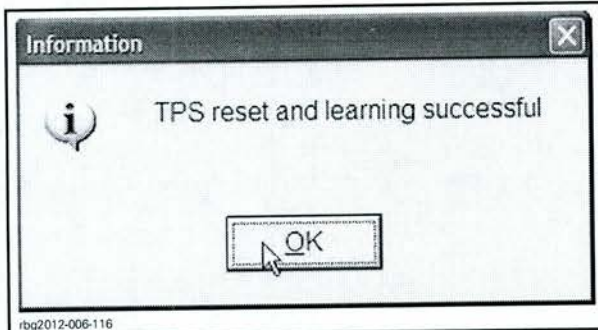 Information
TPS reset and learning successful
OK
rbg2012-006-116